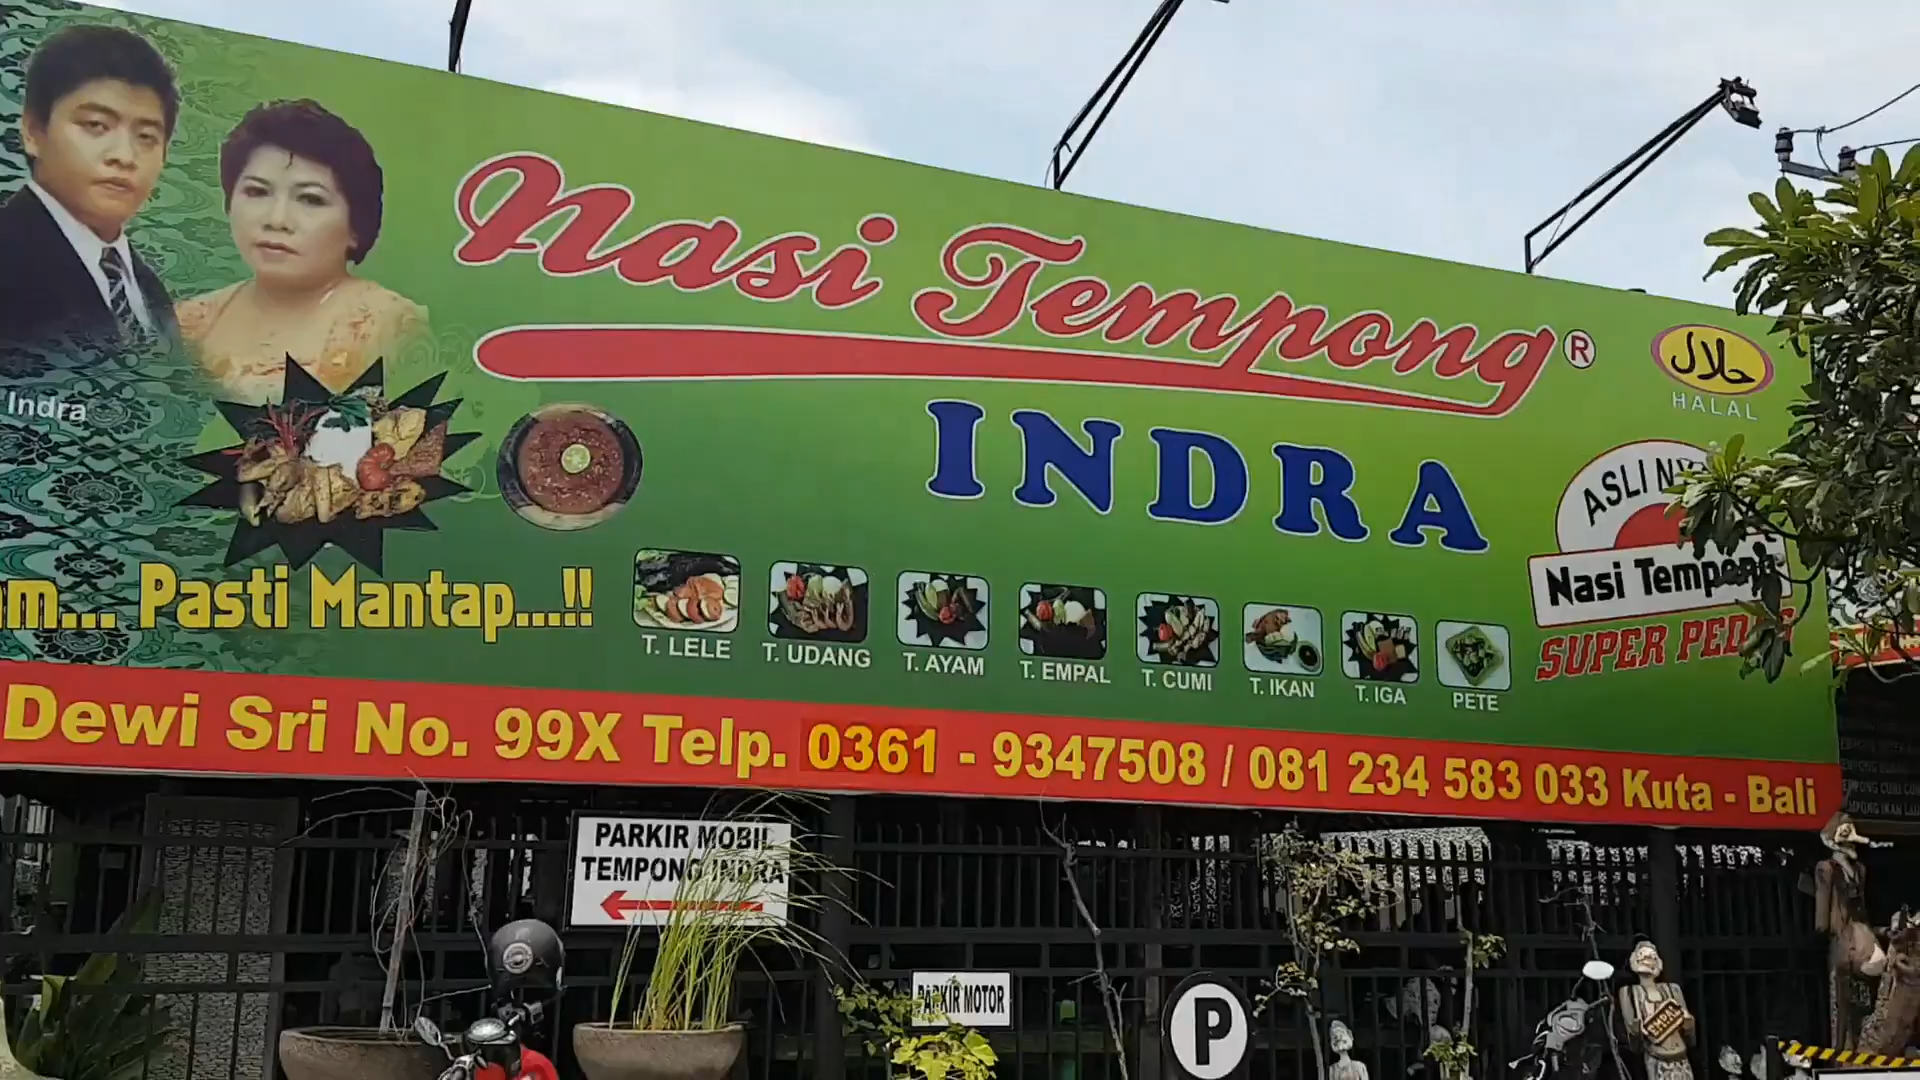 Nasi Tempong ®
INDRA
حلال
HALAL
Indra
ASLI
Nasi Tempong
SUPER PEDAS
Pasti Mantap...!!
T. LELE
T. UDANG
T. AYAM
T. EMPAL
T. CUMI
T. IKAN
T. IGA
PETE
Dewi Sri No. 99X Telp. 0361 - 9347508 / 081 234 583 033 Kuta - Bali
PARKIR MOBIL
TEMPONG INDRA
PARKIR MOTOR
P
EMPAL